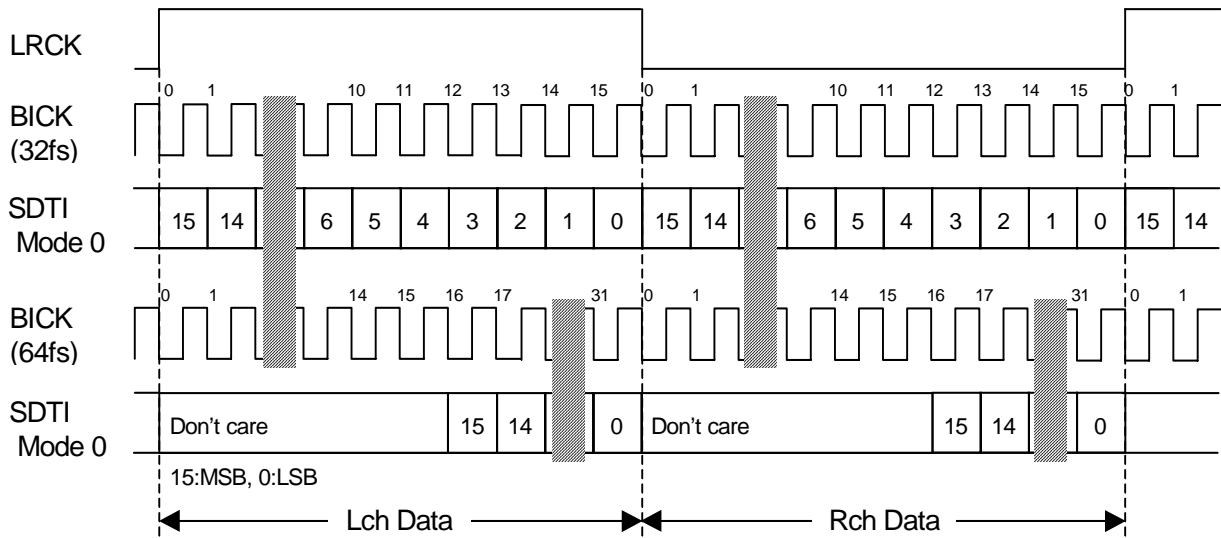 LRCK
0 1 10 11 12 13 14 15 0 1 10 11 12 13 14 15 0 1
BICK
(32fs)
SDTI
Mode 0
15 14 6 5 4 3 2 1 0 15 14 6 5 4 3 2 1 0 15 14
0 1 14 15 16 17 31 0 1 14 15 16 17 31 0 1
BICK
(64fs)
SDTI
Mode 0
Don't care 15 14 0 Don't care 15 14 0
15:MSB, 0:LSB
Lch Data Rch Data